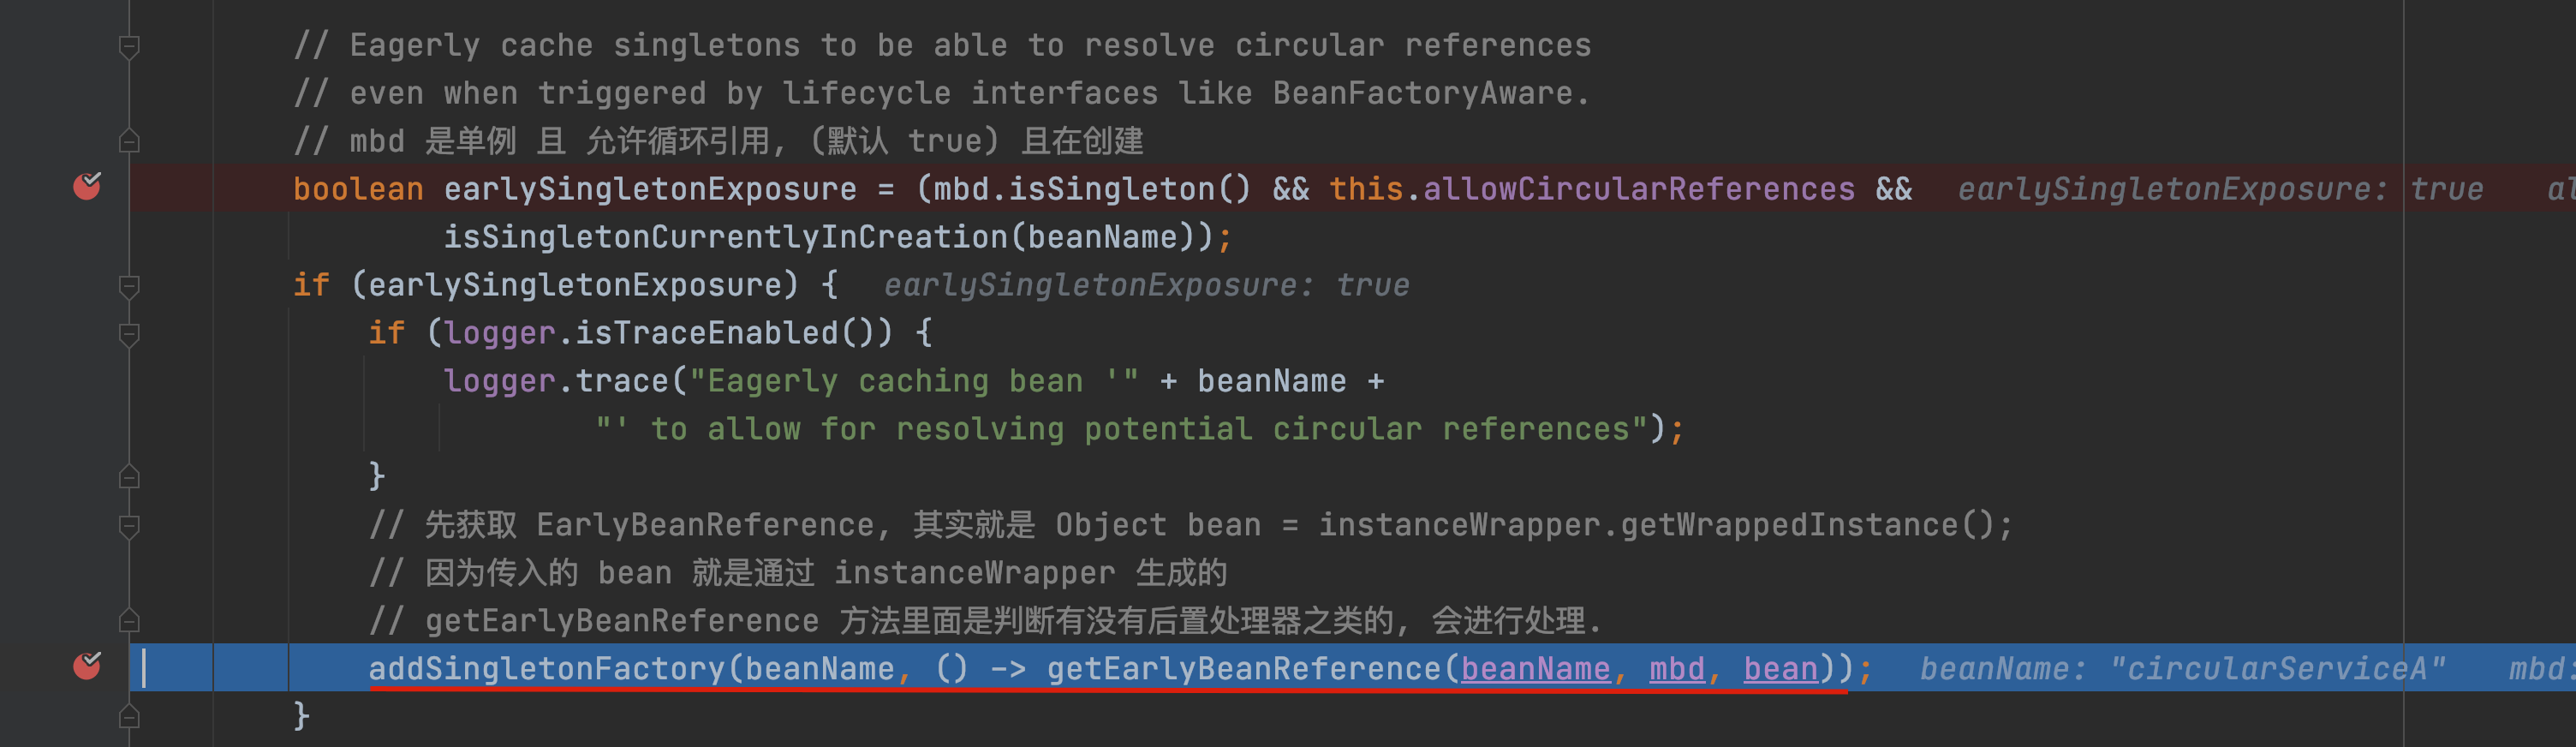 // Eagerly cache singletons to be able to resolve circular references
// even when triggered by lifecycle interfaces like BeanFactoryAware.
// mbd 是单例 且 允许循环引用, (默认 true) 且在创建
boolean earlySingletonExposure = (mbd.isSingleton() && this.allowCircularReferences && earlySingletonExposure: true al
isSingletonCurrentlyInCreation(beanName));
if (earlySingletonExposure) { earlySingletonExposure: true
if (logger.isTraceEnabled()) {
logger.trace("Eagerly caching bean '" + beanName +
"' to allow for resolving potential circular references");
}
// 先获取 EarlyBeanReference, 其实就是 Object bean = instanceWrapper.getWrappedInstance();
// 因为传入的 bean 就是通过 instanceWrapper 生成的
// getEarlyBeanReference 方法里面是判断有没有后置处理器之类的, 会进行处理.
addSingletonFactory(beanName, () -> getEarlyBeanReference(beanName, mbd, bean)); beanName: "circularServiceA" mbd:
}